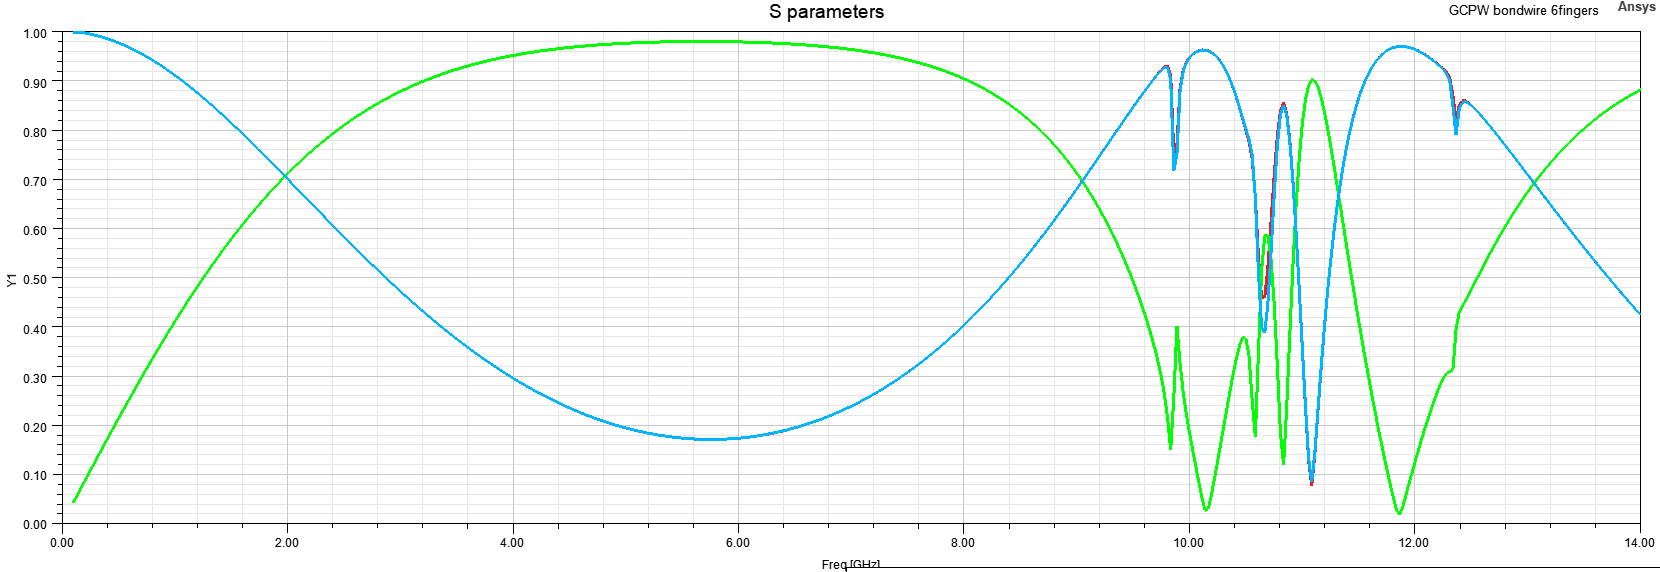 S parameters
GCPW bondwire 6fingers
Ansys
1.00
0.90
0.80
0.70
0.60
0.50
0.40
0.30
0.20
0.10
0.00
Y1
0.00 2.00 4.00 6.00 8.00 10.00 12.00 14.00
Freq [GHz]